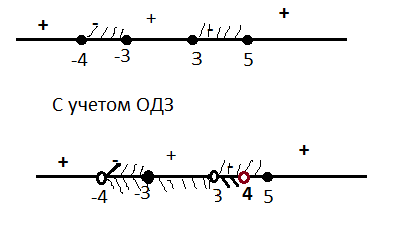 + - + + +
-4 -3 3 5
С учетом ОДЗ
+ - + + +
-4 -3 3 4 5